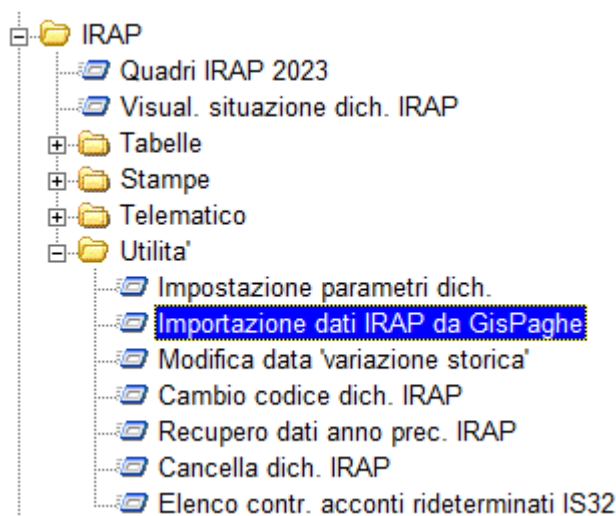 IRAP
Quadri IRAP 2023
Visual. situazione dich. IRAP
Tabelle
Stampe
Telematico
Utilita'
Impostazione parametri dich.
Importazione dati IRAP da GisPaghe
Modifica data 'variazione storica'
Cambio codice dich. IRAP
Recupero dati anno prec. IRAP
Cancella dich. IRAP
Elenco contr. acconti rideterminati IS32